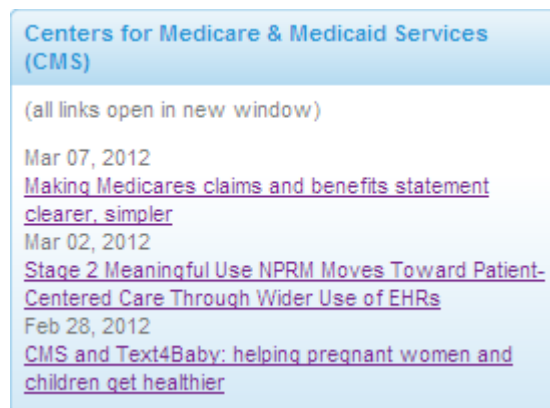 Centers for Medicare & Medicaid Services
(CMS)
(all links open in new window)
Mar 07, 2012
Making Medicares claims and benefits statement
clearer, simpler
Mar 02, 2012
Stage 2 Meaningful Use NPRM Moves Toward Patient-
Centered Care Through Wider Use of EHRs
Feb 28, 2012
CMS and Text4Baby: helping pregnant women and
children get healthier